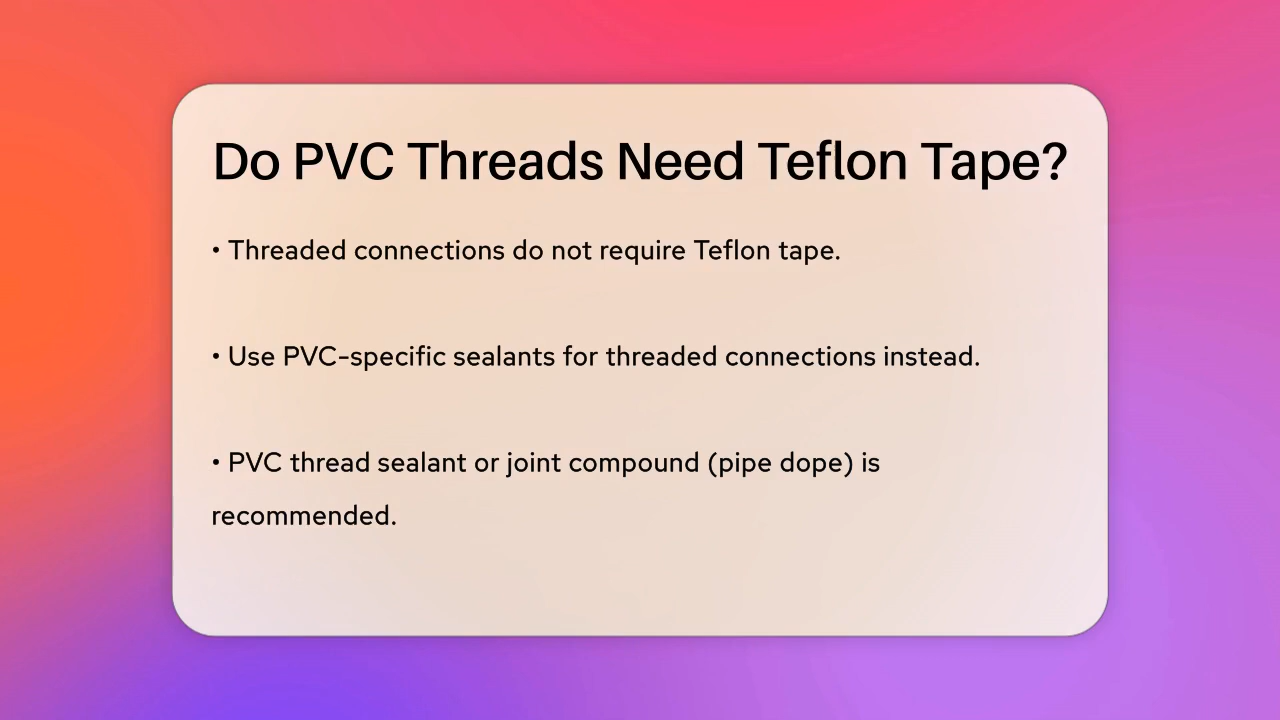 Do PVC Threads Need Teflon Tape?
• Threaded connections do not require Teflon tape.
• Use PVC-specific sealants for threaded connections instead.
• PVC thread sealant or joint compound (pipe dope) is
recommended.